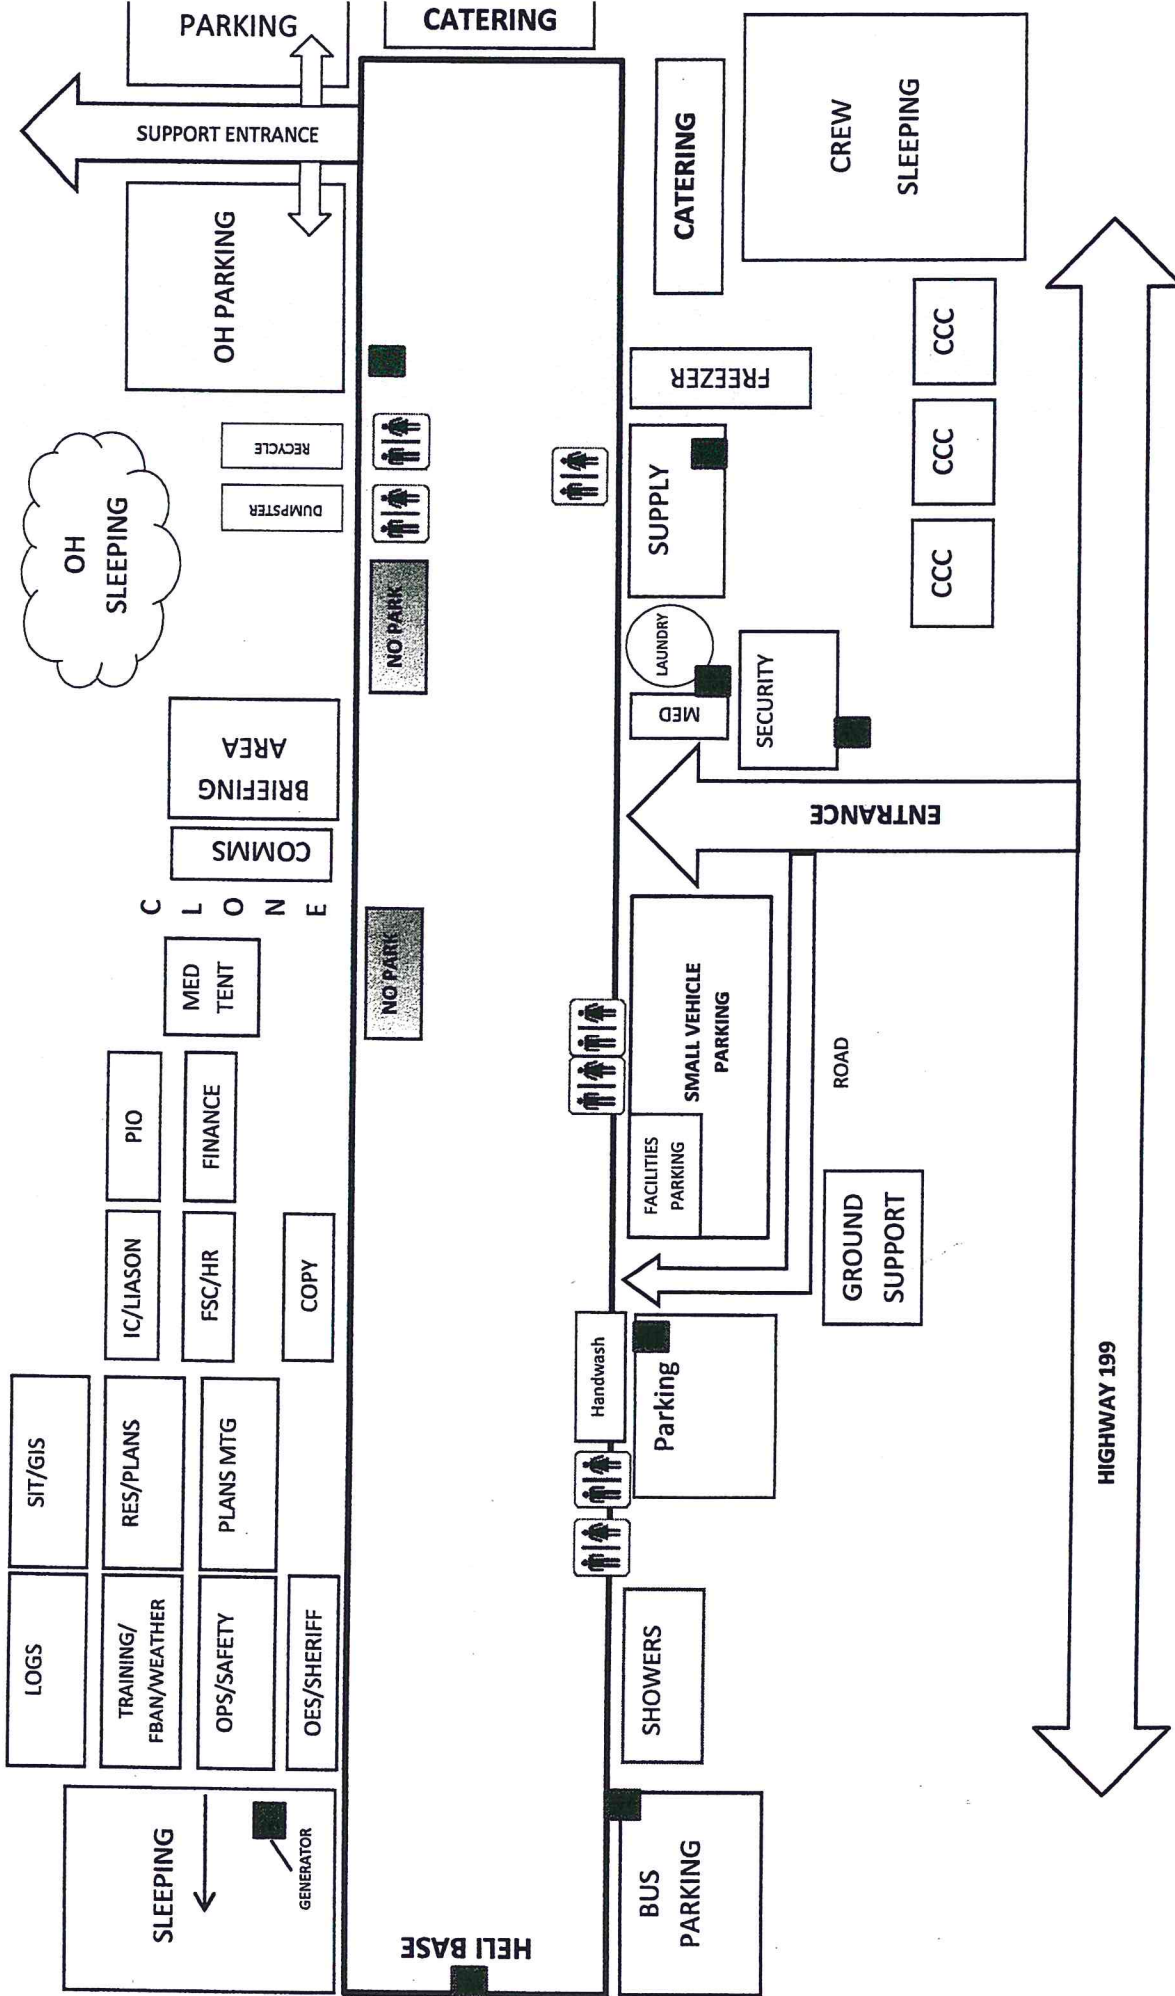 PARKING
CATERING
SUPPORT ENTRANCE
OH PARKING
CATERING
CREW
SLEEPING
RECYCLE
DUMPSTER
OH
SLEEPING
FREEZER
SUPPLY
CCC
CCC
CCC
NO PARK
LAUNDRY
MED
SECURITY
BRIEFING
AREA
COMMS
ENTRANCE
C L O N E
MED
TENT
NO PARK
SMALL VEHICLE
PARKING
FACILITIES
PARKING
ROAD
PIO
FINANCE
IC/LIASON
FSC/HR
COPY
GROUND
SUPPORT
Handwash
Parking
SIT/GIS
RES/PLANS
PLANS MTG
HIGHWAY 199
LOGS
TRAINING/
FBAN/WEATHER
OPS/SAFETY
OES/SHERIFF
SHOWERS
SLEEPING
GENERATOR
HELI BASE
BUS
PARKING